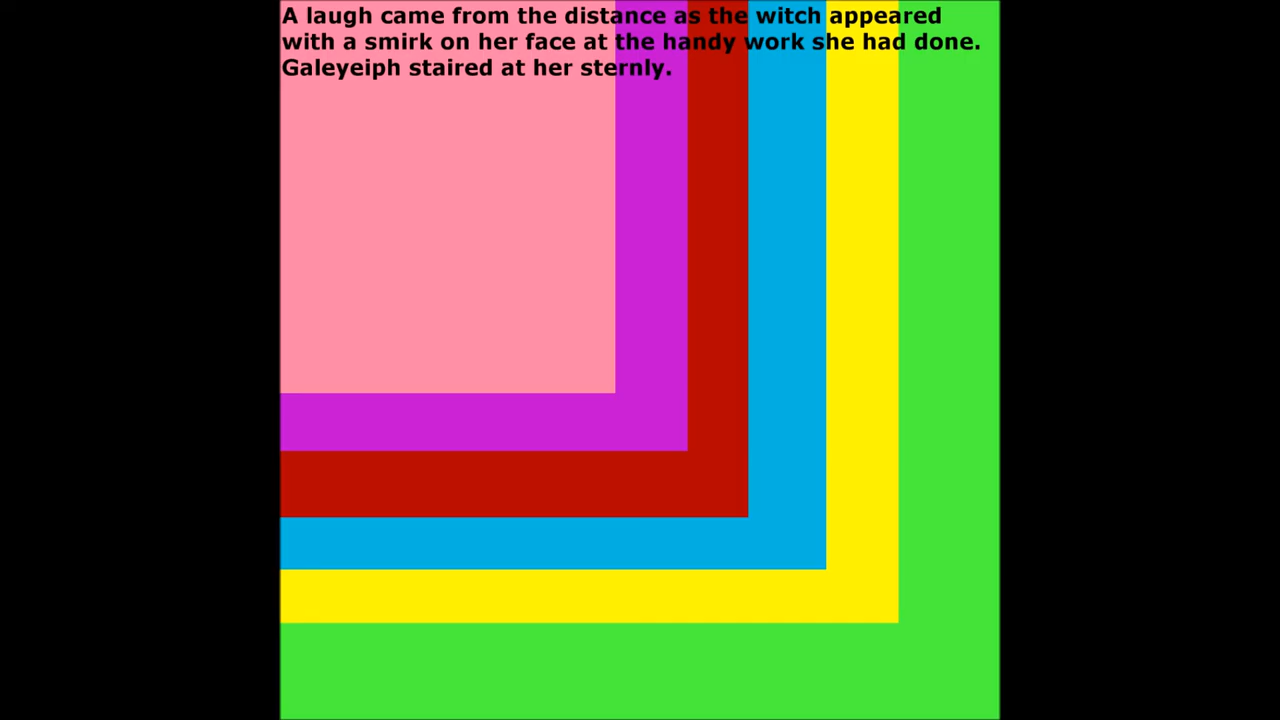 A laugh came from the distance as the witch appeared
with a smirk on her face at the handy work she had done.
Galeyeiph staired at her sternly.